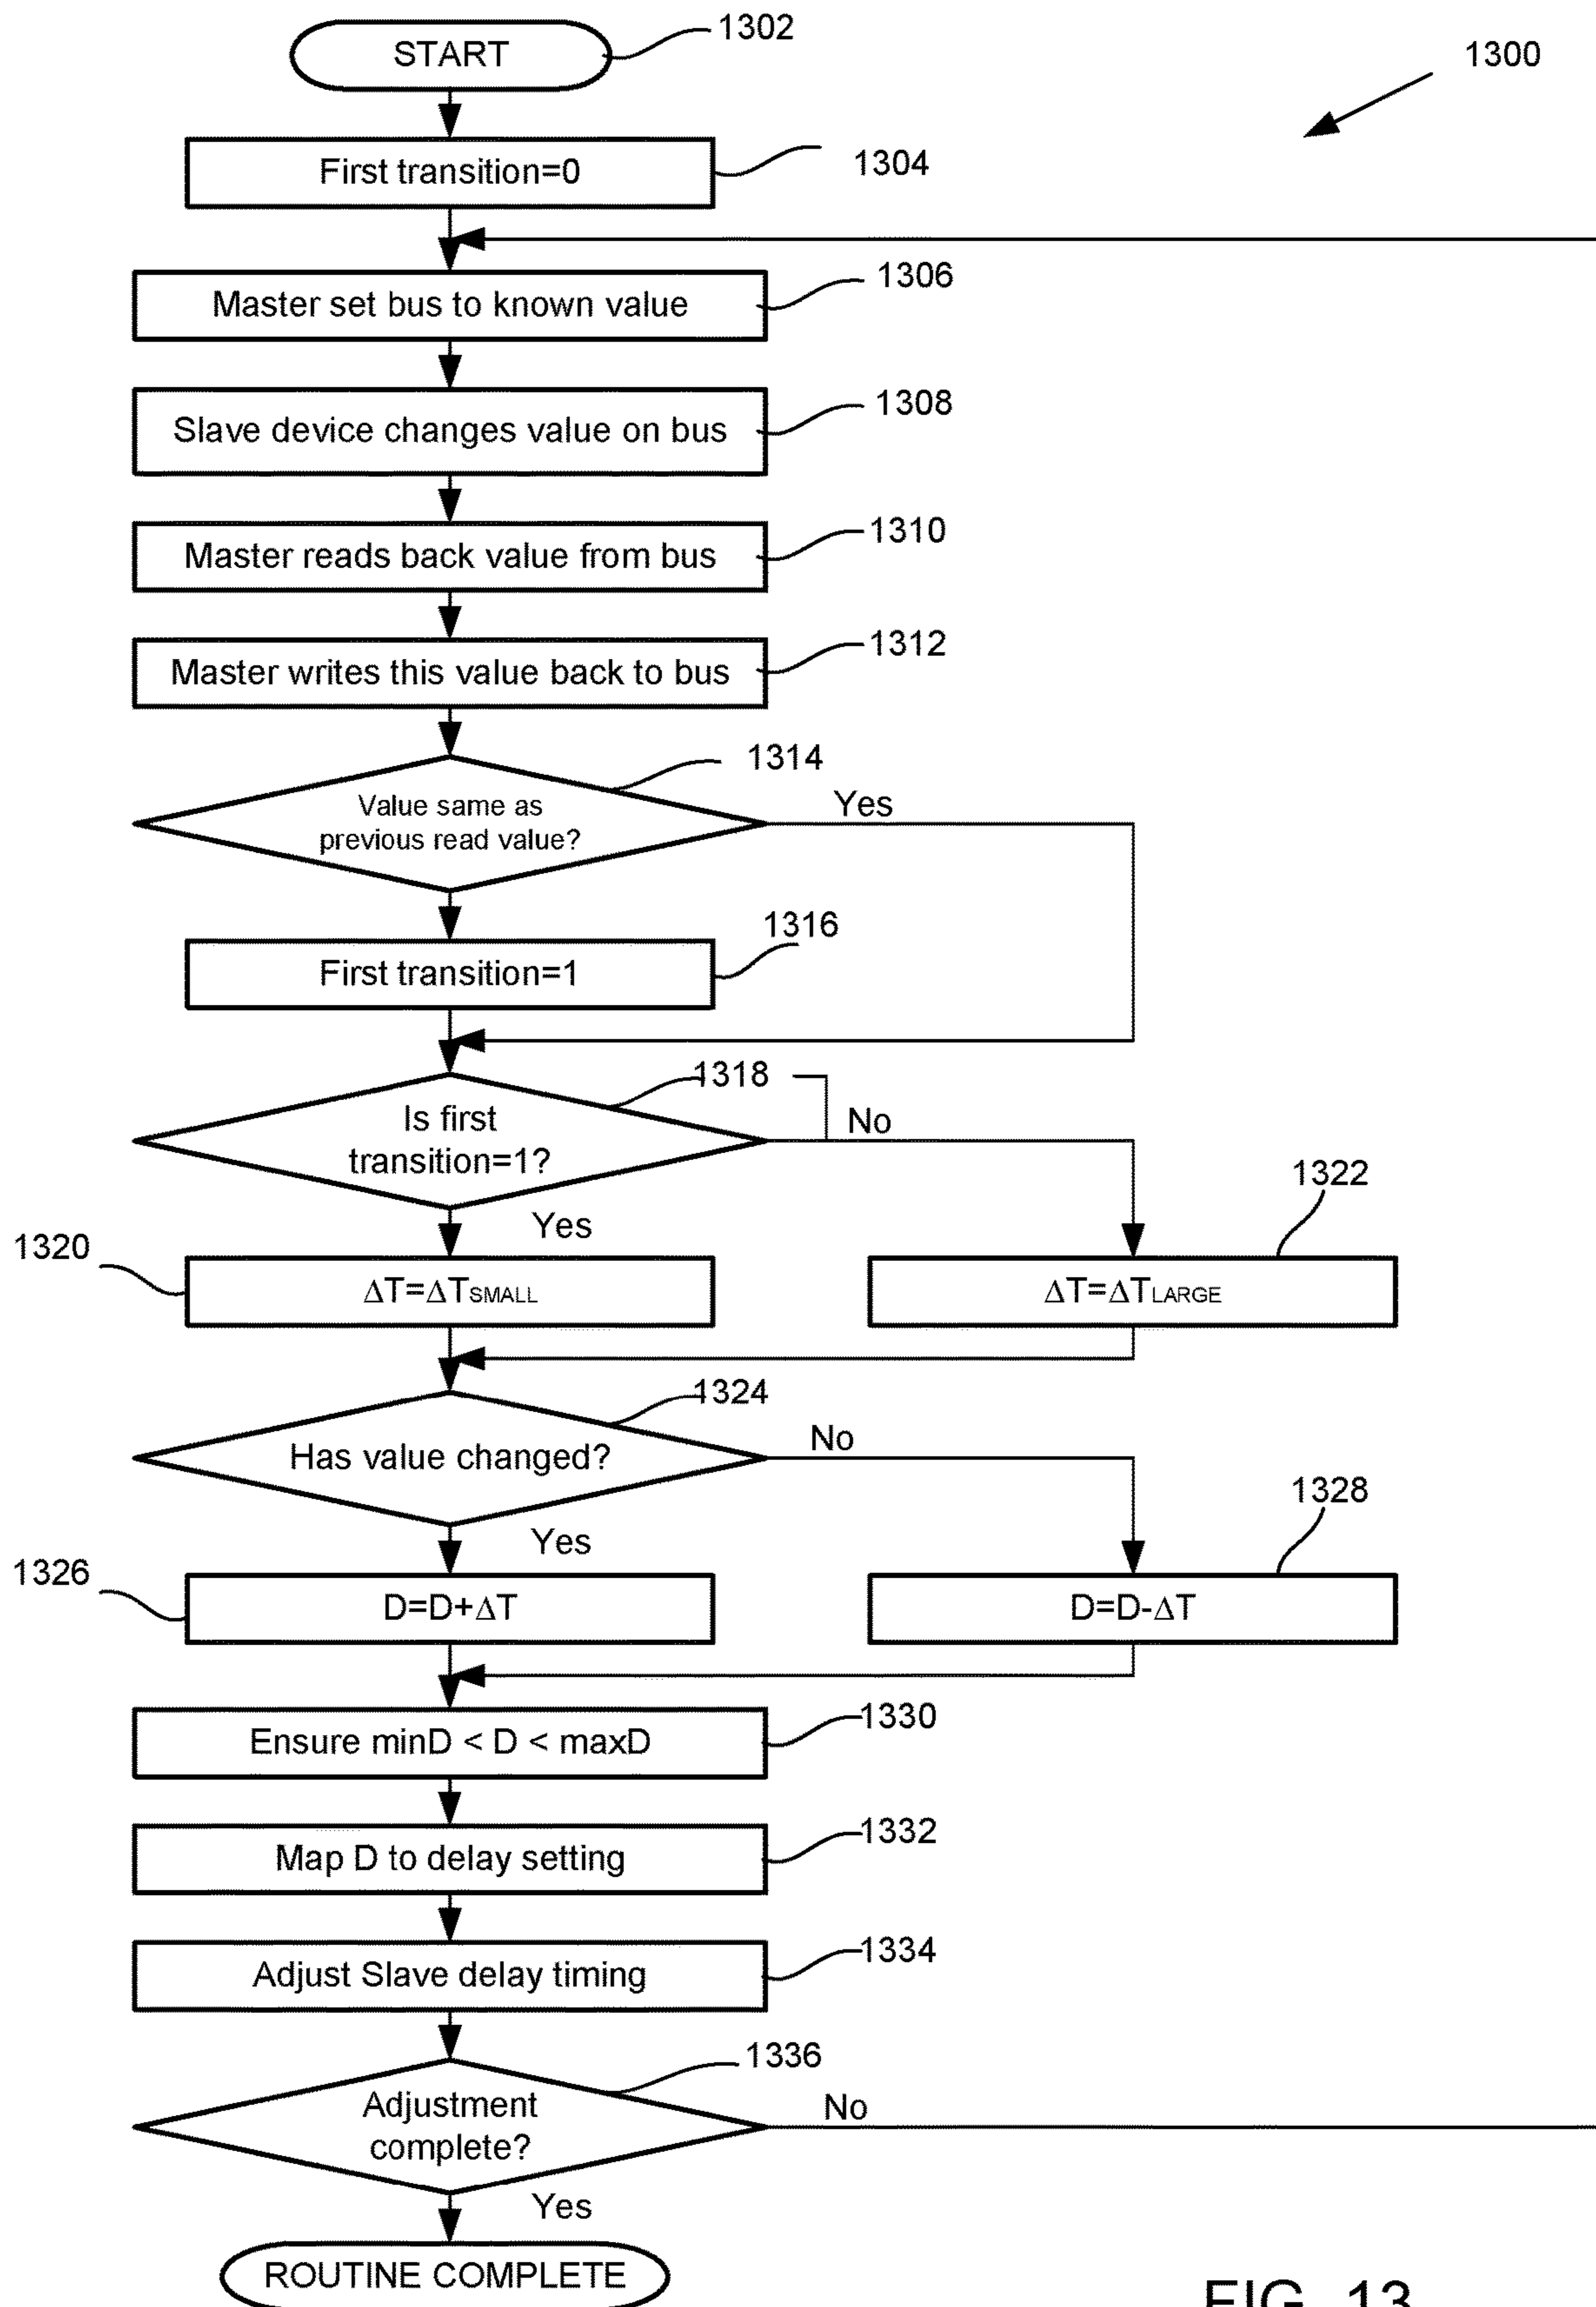 START
1302
1300
First transition=0
1304
Master set bus to known value
1306
Slave device changes value on bus
1308
Master reads back value from bus
1310
Master writes this value back to bus
1312
1314
Value same as
previous read value?
Yes
1316
First transition=1
1318
Is first
transition=1?
No
Yes
1322
1320
ΔT=ΔTSMALL
ΔT=ΔTLARGE
1324
Has value changed?
No
Yes
1328
1326
D=D+ΔT
D=D-ΔT
1330
Ensure minD < D < maxD
1332
Map D to delay setting
1334
Adjust Slave delay timing
1336
Adjustment
complete?
No
Yes
ROUTINE COMPLETE
FIG. 13